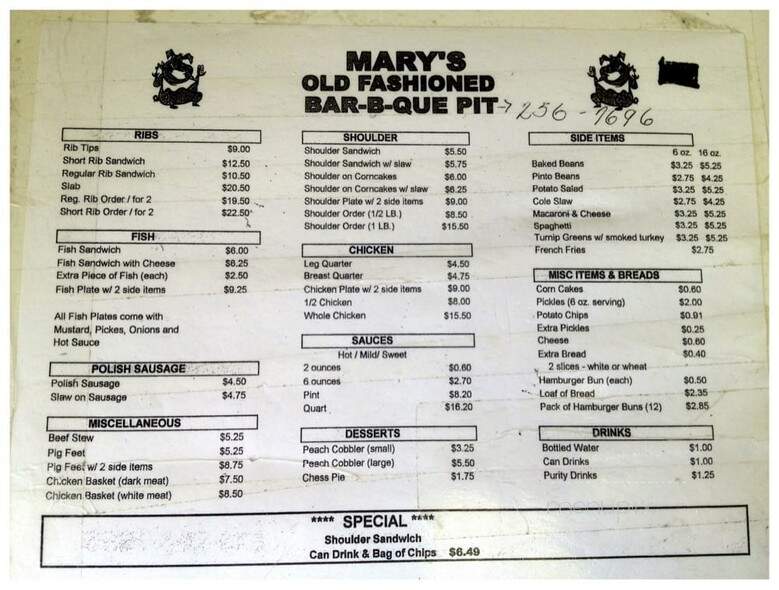 MARY'S
OLD FASHIONED
BAR-B-QUE PIT → 256-7696
RIBS
Rib Tips $9.00
Short Rib Sandwich $12.50
Regular Rib Sandwich $10.50
Slab $20.50
Reg. Rib Order / for 2 $19.50
Short Rib Order / for 2 $22.50
FISH
Fish Sandwich $6.00
Fish Sandwich with Cheese $6.25
Extra Piece of Fish (each) $2.50
Fish Plate w/ 2 side items $9.25
All Fish Plates come with
Mustard, Pickes, Onions and
Hot Sauce
POLISH SAUSAGE
Polish Sausage $4.50
Slaw on Sausage $4.75
MISCELLANEOUS
Beef Stew $5.25
Pig Feet $5.25
Pig Feet w/ 2 side items $8.75
Chicken Basket (dark meat) $7.50
Chicken Basket (white meat) $8.50
SHOULDER
Shoulder Sandwich $5.50
Shoulder Sandwich w/ slaw $5.75
Shoulder on Corncakes $6.00
Shoulder on Corncakes w/ slaw $6.25
Shoulder Plate w/ 2 side items $9.00
Shoulder Order (1/2 LB.) $8.50
Shoulder Order (1 LB.) $15.50
CHICKEN
Leg Quarter $4.50
Breast Quarter $4.75
Chicken Plate w/ 2 side items $9.00
1/2 Chicken $8.00
Whole Chicken $15.50
SAUCES
Hot / Mild/ Sweet
2 ounces $0.60
6 ounces $2.70
Pint $8.20
Quart $16.20
DESSERTS
Peach Cobbler (small) $3.25
Peach Cobbler (large) $5.50
Chess Pie $1.75
SIDE ITEMS
6 oz. 16 oz.
Baked Beans $3.25 $5.25
Pinto Beans $2.75 $4.25
Potato Salad $3.25 $5.25
Cole Slaw $2.75 $4.25
Macaroni & Cheese $3.25 $5.25
Spaghetti $3.25 $5.25
Turnip Greens w/ smoked turkey $3.25 $5.25
French Fries $2.75
MISC ITEMS & BREADS
Corn Cakes $0.60
Pickles (6 oz. serving) $2.00
Potato Chips $0.91
Extra Pickles $0.25
Cheese $0.60
Extra Bread $0.40
2 slices - white or wheat
Hamburger Bun (each) $0.50
Loaf of Bread $2.35
Pack of Hamburger Buns (12) $2.85
DRINKS
Bottled Water $1.00
Can Drinks $1.00
Purity Drinks $1.25
**** SPECIAL ****
Shoulder Sandwich
Can Drink & Bag of Chips $6.49